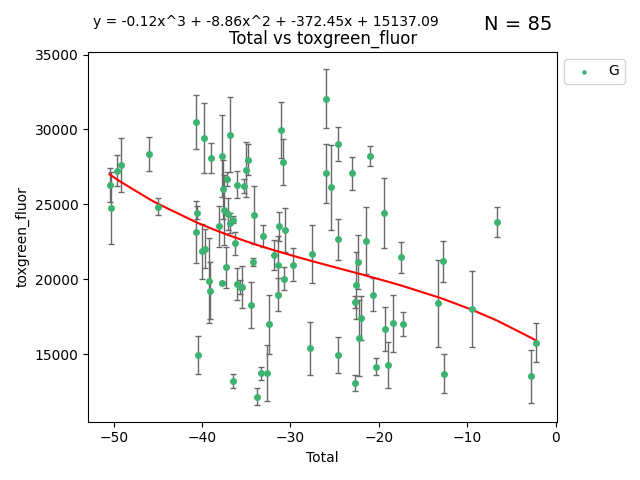 y = -0.12x^3 + -8.86x^2 + -372.45x + 15137.09
N = 85
Total vs toxgreen_fluor
G
35000
30000
25000
20000
15000
toxgreen_fluor
−50 −40 −30 −20 −10 0
Total